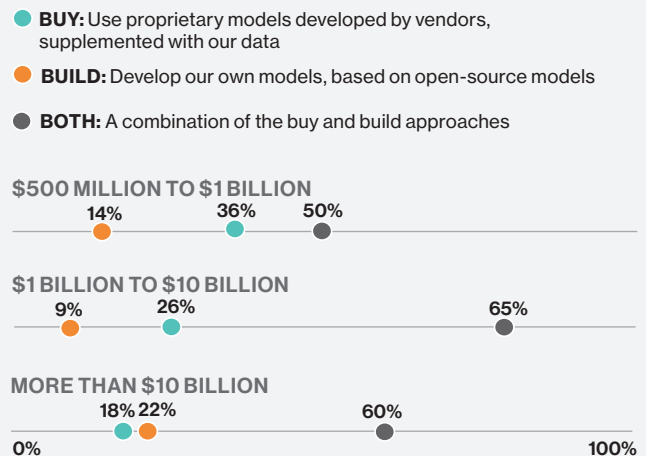 BUY: Use proprietary models developed by vendors,
supplemented with our data
BUILD: Develop our own models, based on open-source models
BOTH: A combination of the buy and build approaches
$500 MILLION TO $1 BILLION
14% 36% 50%
$1 BILLION TO $10 BILLION
9% 26% 65%
MORE THAN $10 BILLION
18% 22% 60%
0% 100%